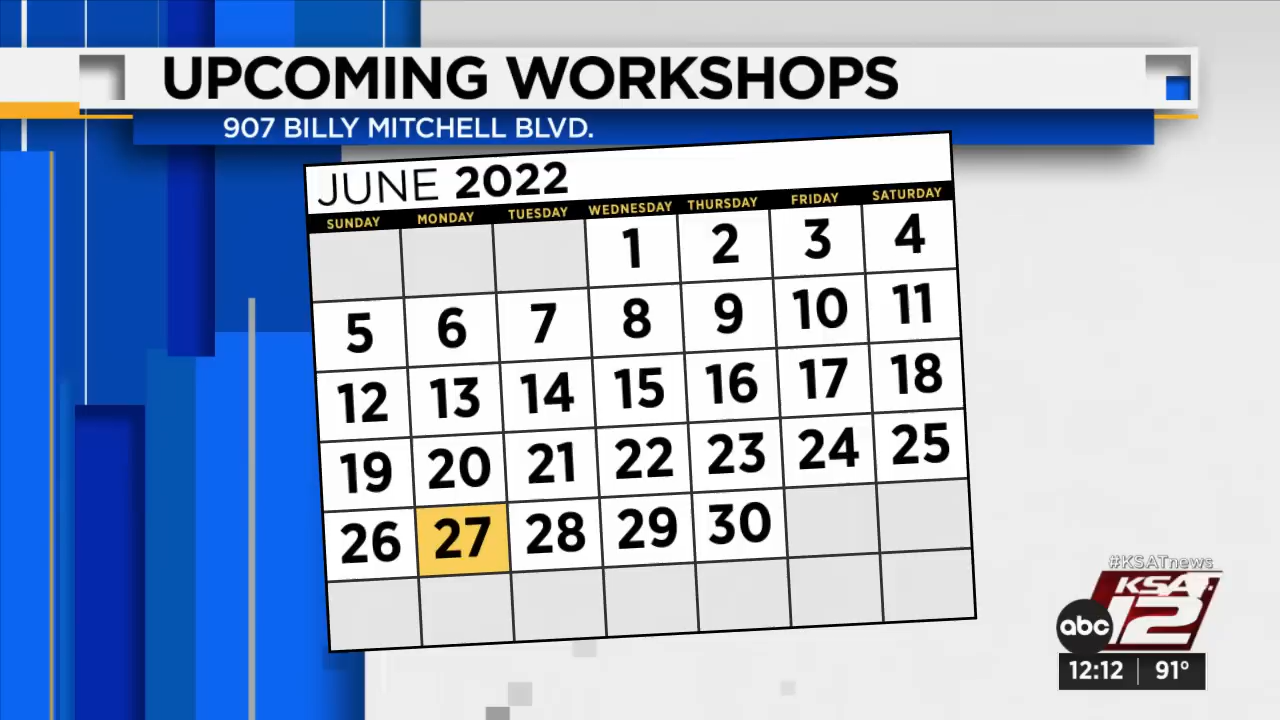 UPCOMING WORKSHOPS
907 BILLY MITCHELL BLVD.
JUNE 2022
SUNDAY MONDAY TUESDAY WEDNESDAY THURSDAY FRIDAY SATURDAY
1 2 3 4
5 6 7 8 9 10 11
12 13 14 15 16 17 18
19 20 21 22 23 24 25
26 27 28 29 30
#KSATnews
KSAT
12
abc
12:12 91°